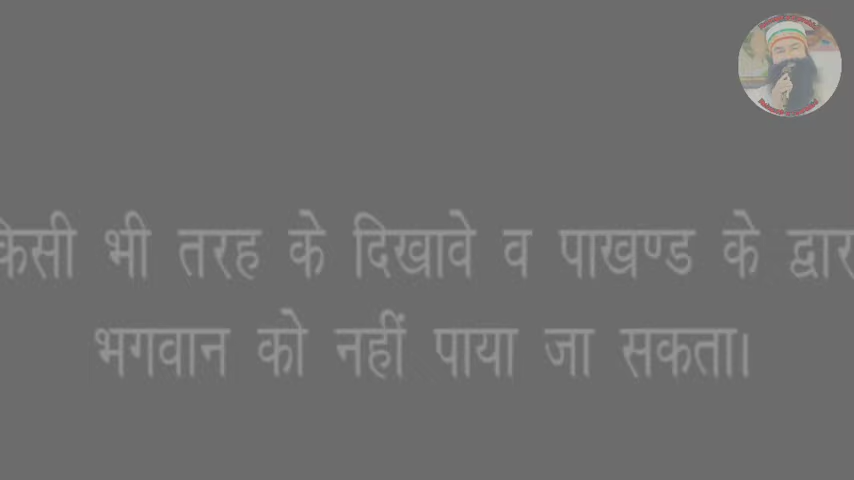 किसी भी तरह के दिखावे व पाखण्ड के द्वार
भगवान को नहीं पाया जा सकता।